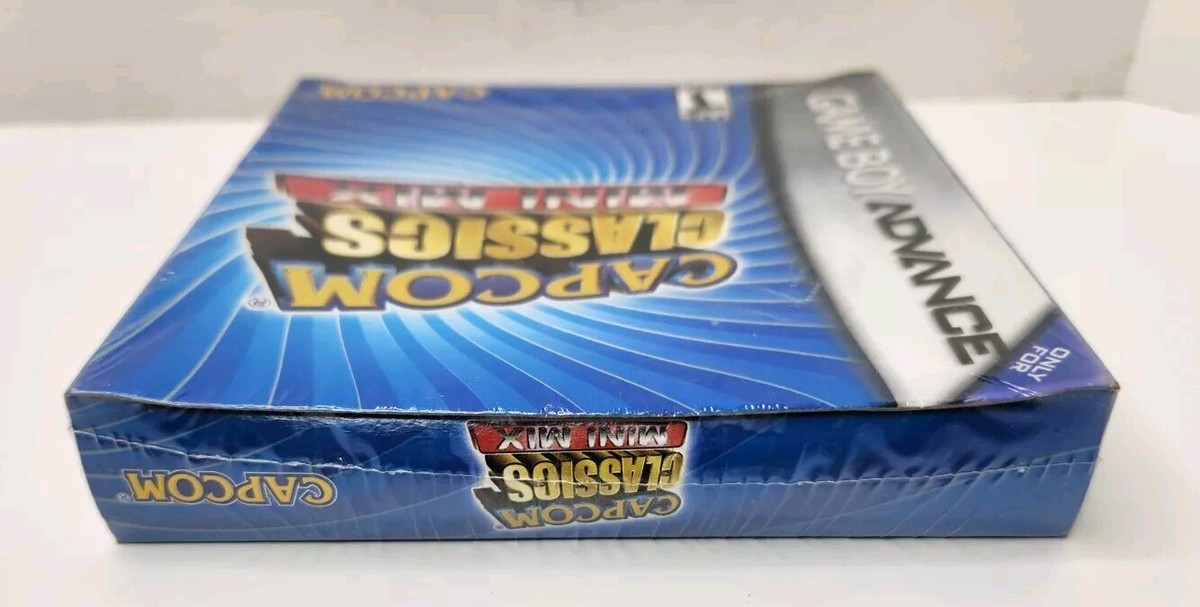 CAPCOM
CLASSICS
MINI MIX
CAPCOM
GAME BOY ADVANCE
ONLY
FOR
CAPCOM
CLASSICS
MINI MIX
CAPCOM